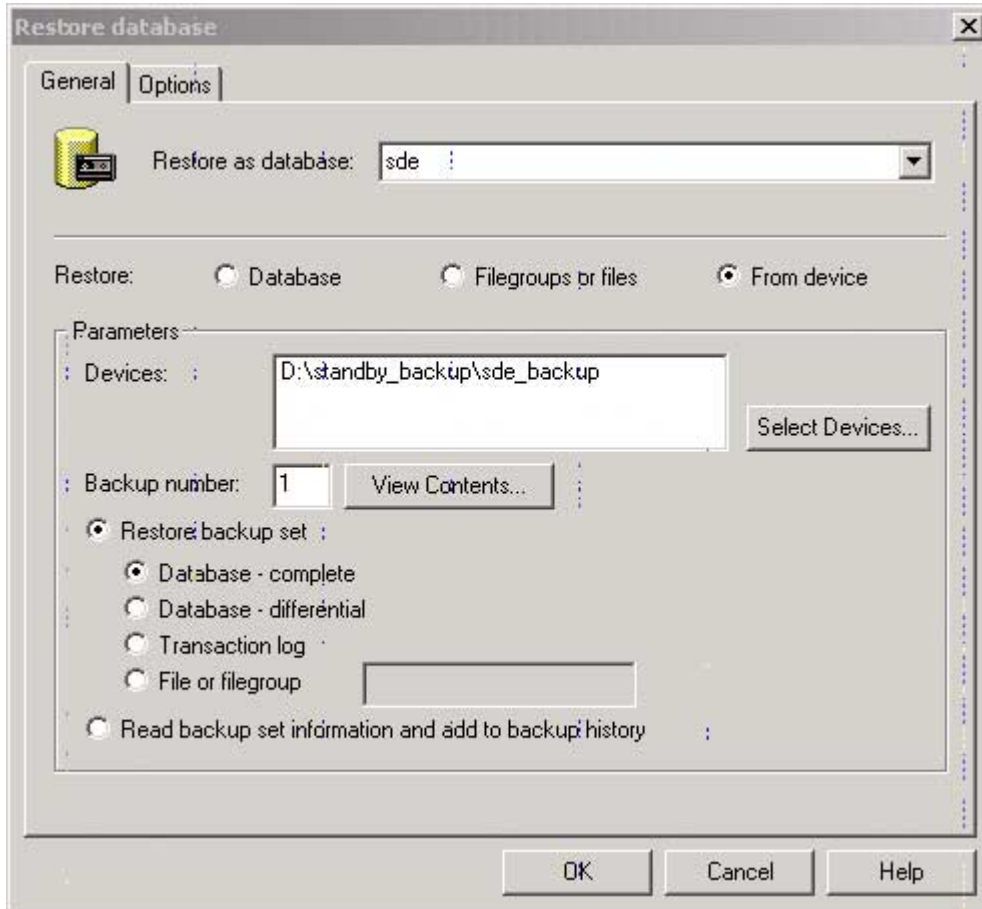 Restore database
General Options
Restore as database: sde
Restore: Database Filegroups or files From device
Parameters
Devices: D:\standby_backup\sde_backup
Select Devices...
Backup number: 1 View Contents...
Restore backup set
Database - complete
Database - differential
Transaction log
File or filegroup
Read backup set information and add to backup history
OK Cancel Help